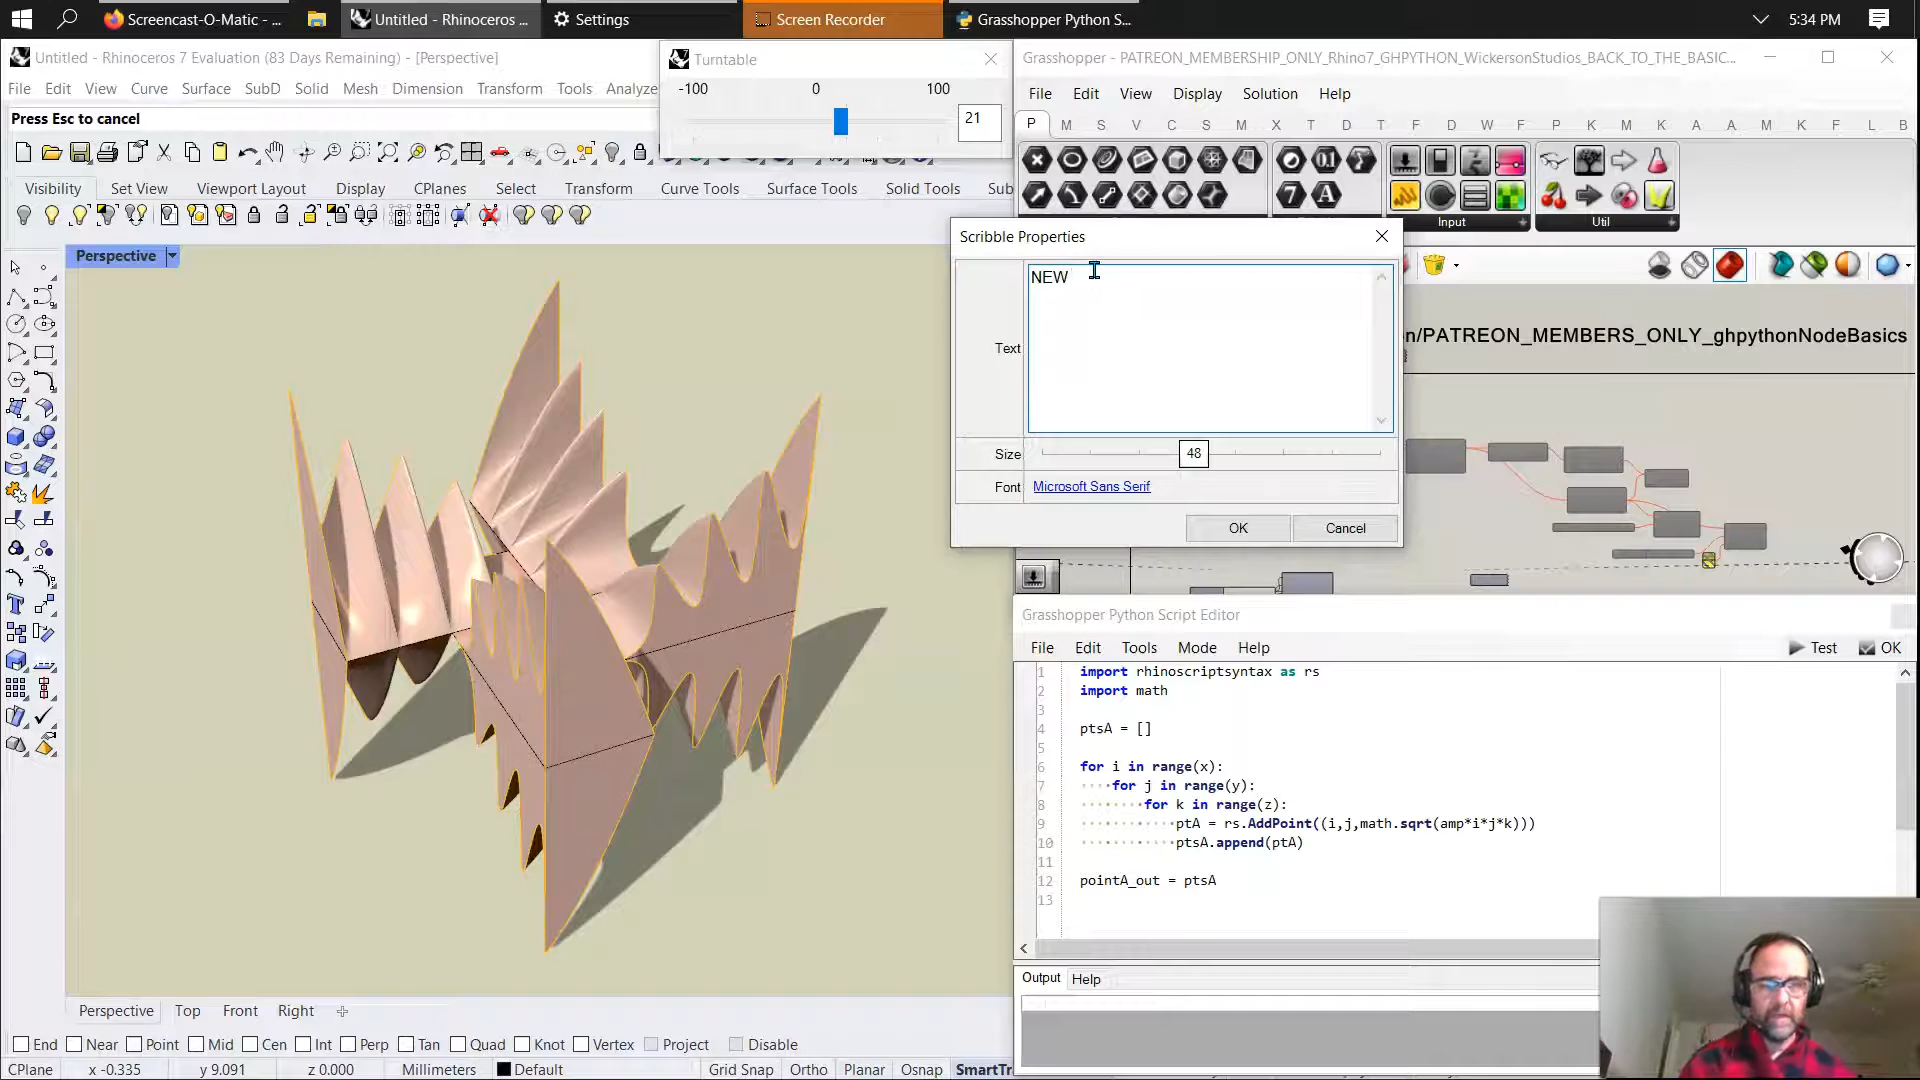 Screencast-O-Matic - ...
Untitled - Rhinoceros ...
Settings
Screen Recorder
Grasshopper Python S...
5:34 PM
Untitled - Rhinoceros 7 Evaluation (83 Days Remaining) - [Perspective]
File Edit View Curve Surface SubD Solid Mesh Dimension Transform Tools Analyze
Press Esc to cancel
Turntable
-100 0 100
21
Visibility Set View Viewport Layout Display CPlanes Select Transform Curve Tools Surface Tools Solid Tools Sub
Perspective
Grasshopper - PATREON_MEMBERSHIP_ONLY_Rhino7_GHPYTHON_WickersonStudios_BACK_TO_THE_BASIC...
File Edit View Display Solution Help
P M S V C S M X T D T P K M K A A M K F L B
Input
Util
Scribble Properties
Text
NEW
Size
48
Font
Microsoft Sans Serif
OK Cancel
n/PATREON_MEMBERS_ONLY_ghpythonNodeBasics
Grasshopper Python Script Editor
File Edit Tools Mode Help
Test OK
1 import rhinoscriptsyntax as rs
2 import math
3
4 ptsA = []
5
6 for i in range(x):
7 for j in range(y):
8 for k in range(z):
9 ptA = rs.AddPoint((i,j,math.sqrt(amp*i*j*k)))
10 ptsA.append(ptA)
11
12 pointA_out = ptsA
13
Output Help
Perspective Top Front Right
End Near Point Mid Cen Int Perp Tan Quad Knot Vertex Project Disable
CPlane x -0.335 y 9.091 z 0.000 Millimeters Default Grid Snap Ortho Planar Osnap SmartTr